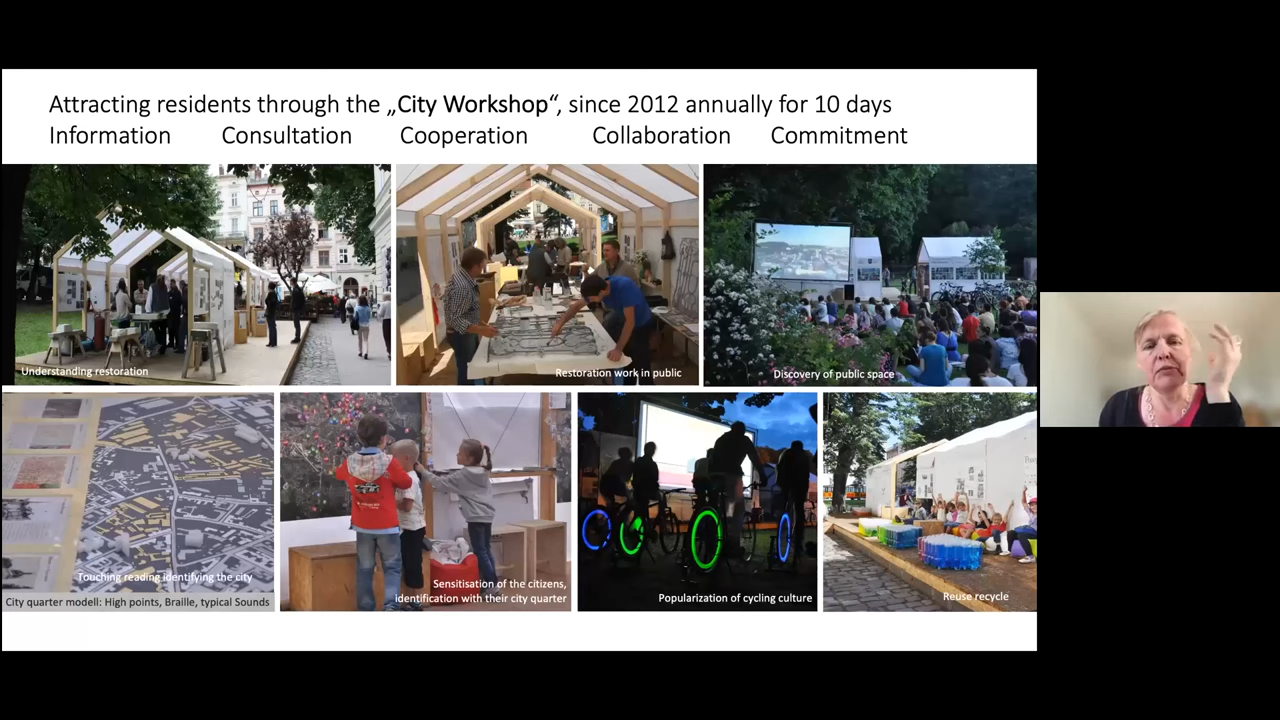 Attracting residents through the „City Workshop“, since 2012 annually for 10 days
Information Consultation Cooperation Collaboration Commitment
Understanding restoration
Restoration work in public
Discovery of public space
Touching reading identifying the city
City quarter modell: High points, Braille, typical Sounds
Sensitisation of the citizens,
identification with their city quarter
Popularization of cycling culture
Reuse recycle